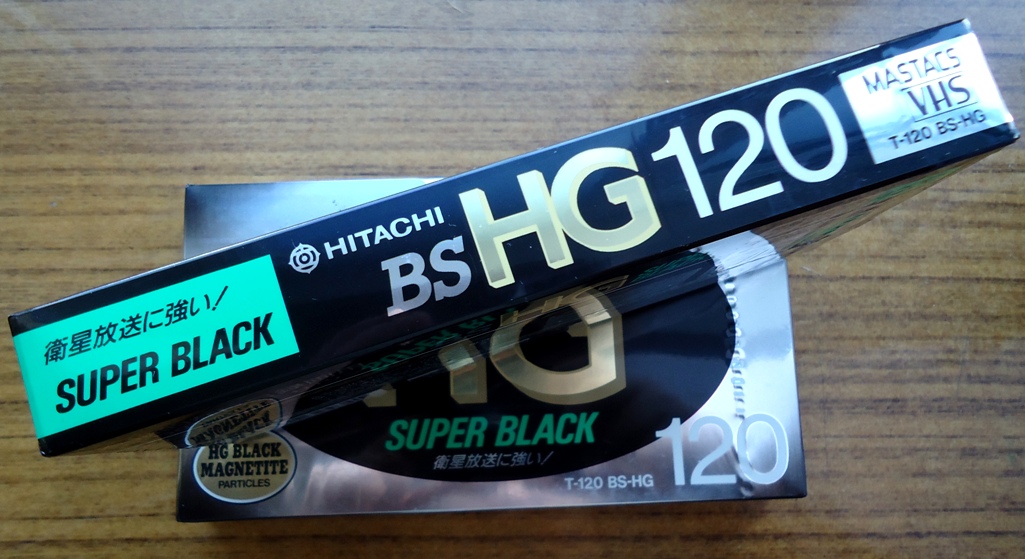 MASTACS
VHS
T-120 BS-HG
HITACHI
BS HG 120
衛星放送に強い!
SUPER BLACK
HG
SUPER BLACK
衛星放送に強い!
T-120 BS-HG
120
HG BLACK
MAGNETITE
PARTICLES